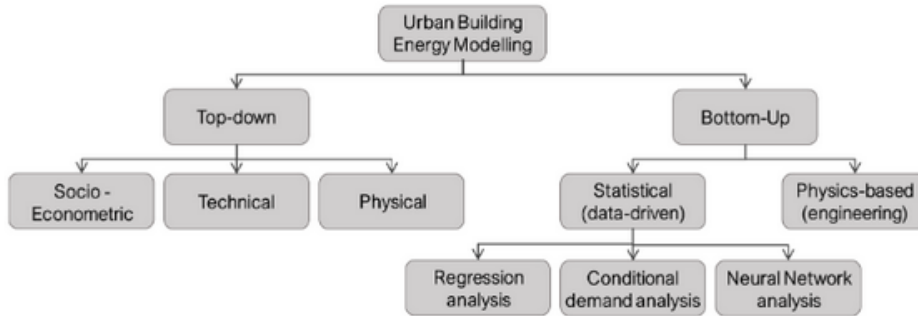 Urban Building
Energy Modelling
Top-down
Bottom-Up
Socio -
Econometric
Technical
Physical
Statistical
(data-driven)
Physics-based
(engineering)
Regression
analysis
Conditional
demand analysis
Neural Network
analysis